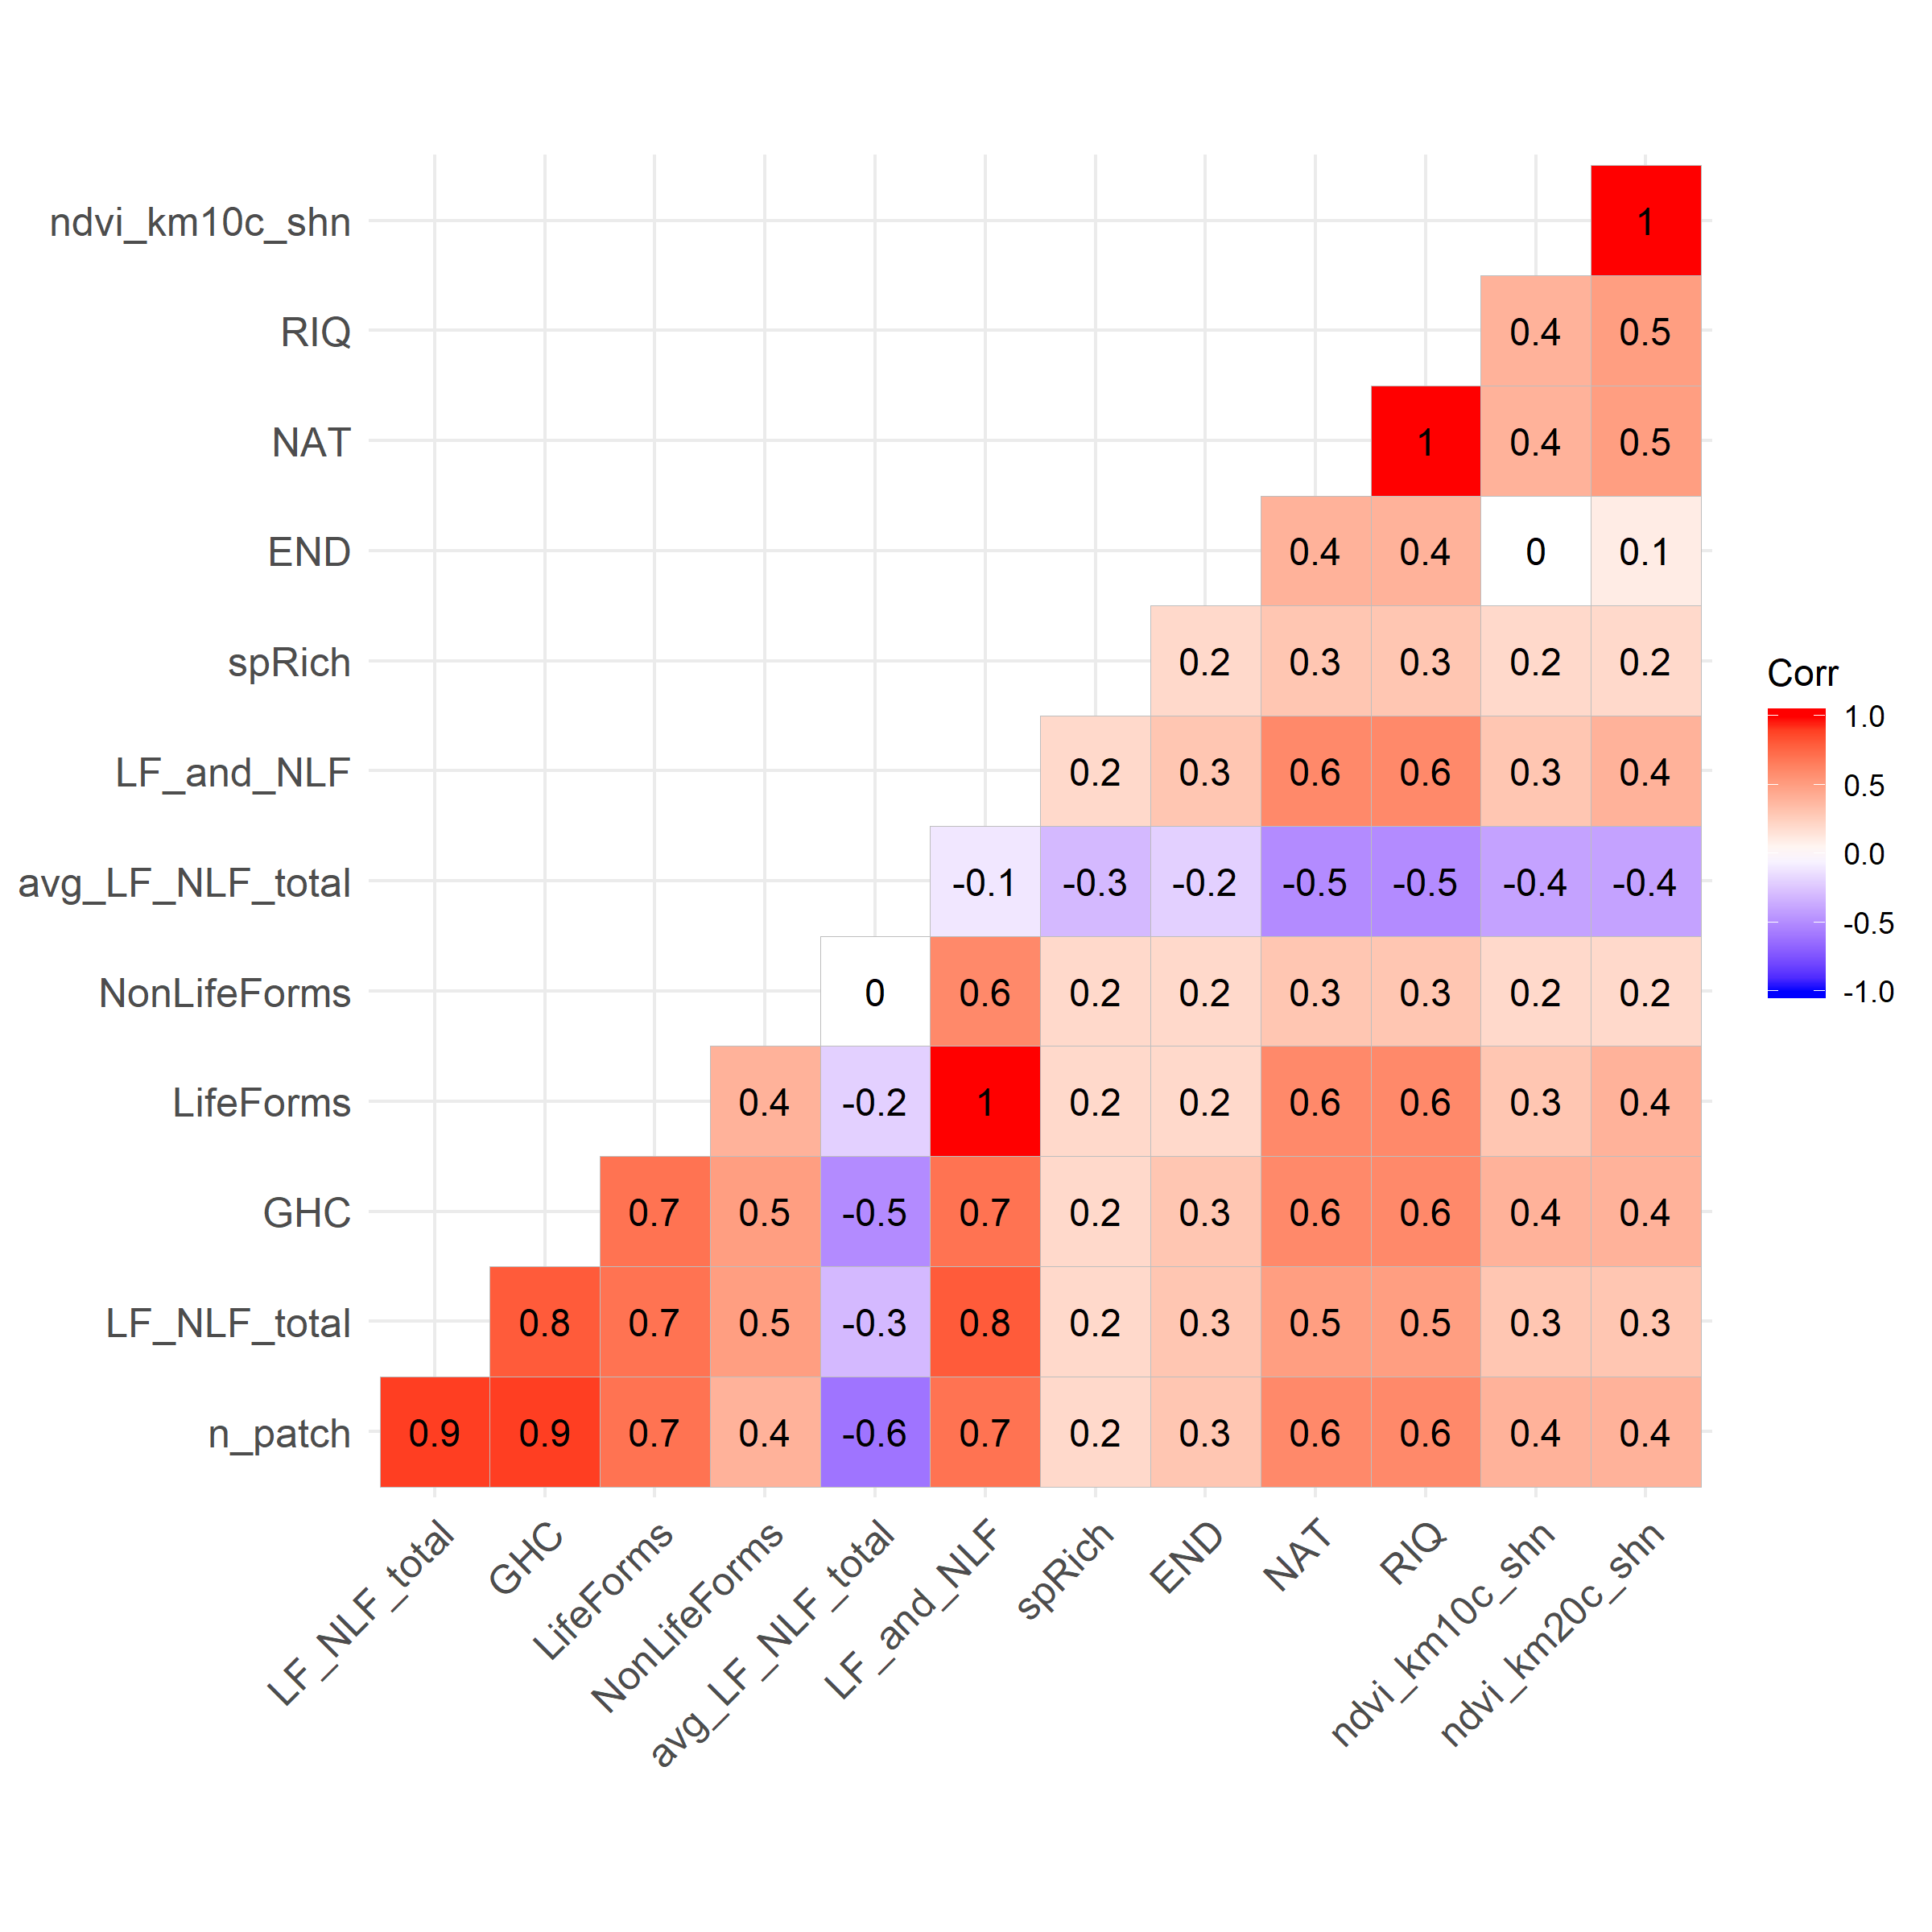 ndvi_km10c_shn 1
RIQ 0.4 0.5
NAT 1 0.4 0.5
END 0.4 0.4 0 0.1
spRich 0.2 0.3 0.3 0.2 0.2
LF_and_NLF 0.2 0.3 0.6 0.6 0.3 0.4
avg_LF_NLF_total -0.1 -0.3 -0.2 -0.5 -0.5 -0.4 -0.4
NonLifeForms 0 0.6 0.2 0.2 0.3 0.3 0.2 0.2
LifeForms 0.4 -0.2 1 0.2 0.2 0.6 0.6 0.3 0.4
GHC 0.7 0.5 -0.5 0.7 0.2 0.3 0.6 0.6 0.4 0.4
LF_NLF_total 0.8 0.7 0.5 -0.3 0.8 0.2 0.3 0.5 0.5 0.3 0.3
n_patch 0.9 0.9 0.7 0.4 -0.6 0.7 0.2 0.3 0.6 0.6 0.4 0.4
LF_NLF_total
GHC
LifeForms
NonLifeForms
avg_LF_NLF_total
LF_and_NLF
spRich
END
NAT
RIQ
ndvi_km10c_shn
ndvi_km20c_shn
Corr
1.0
0.5
0.0
-0.5
-1.0